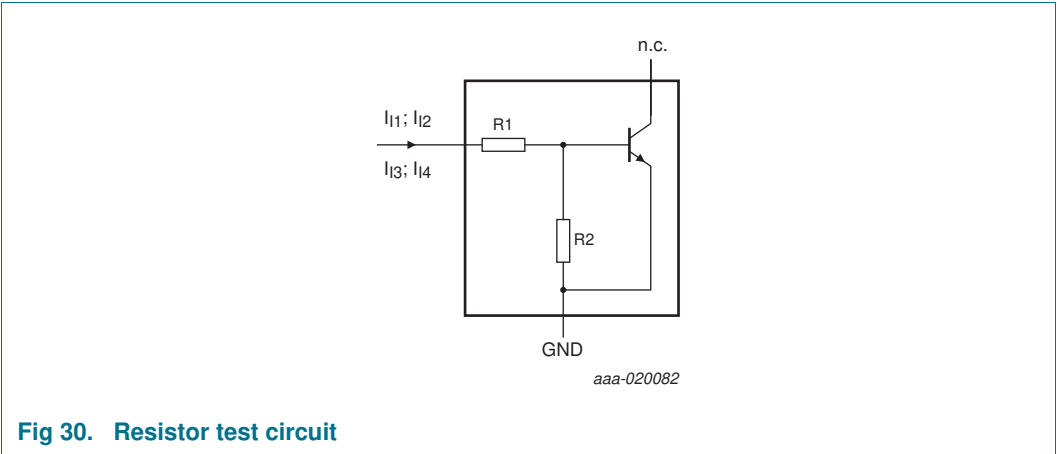 n.c.
II1; II2
R1
II3; II4
R2
GND
aaa-020082
Fig 30. Resistor test circuit